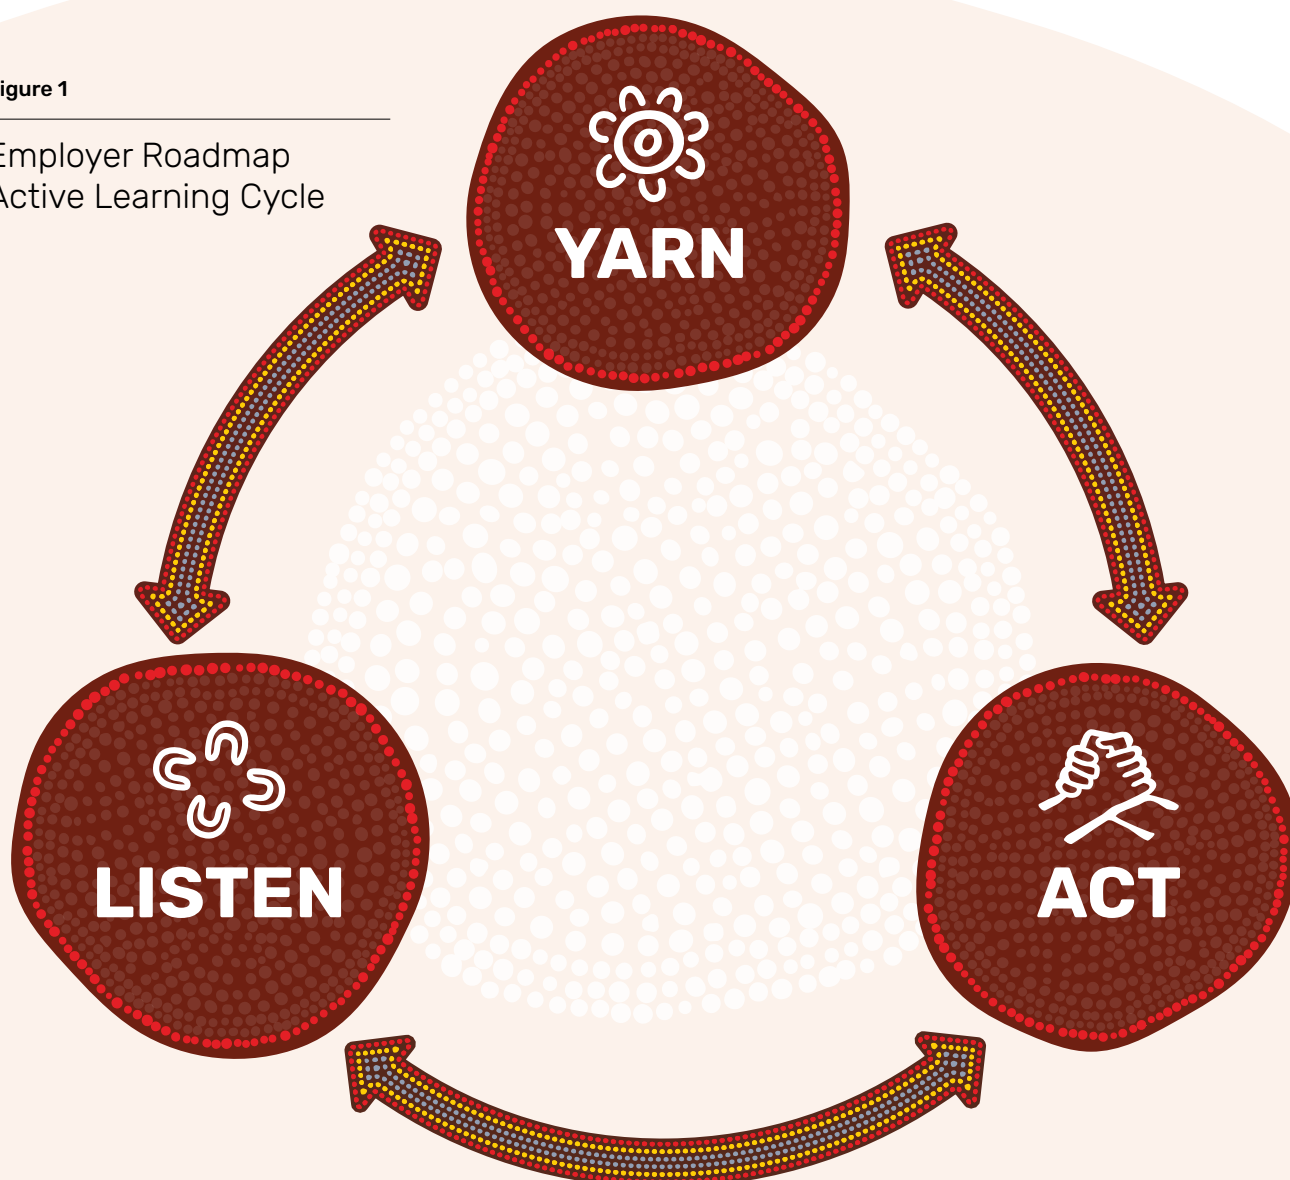 igure 1
Employer Roadmap
Active Learning Cycle
YARN
LISTEN
ACT